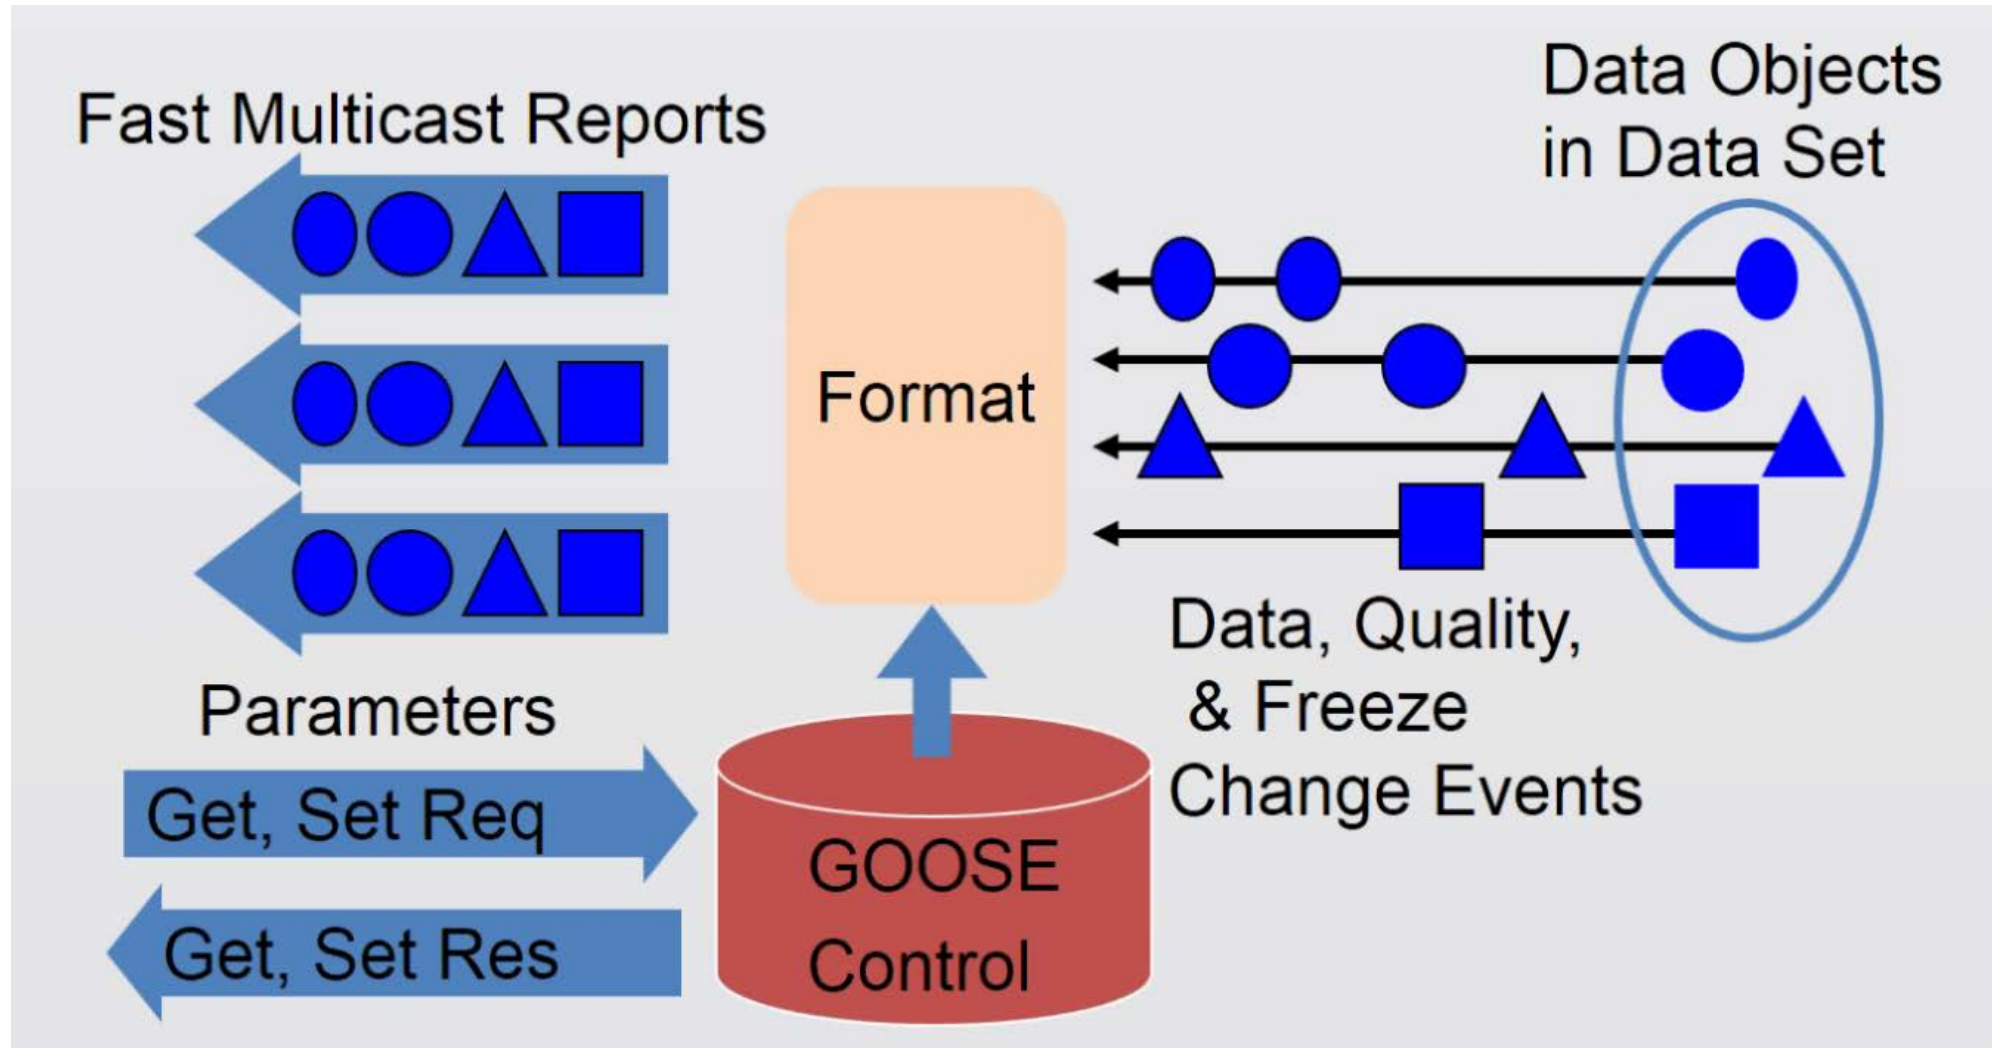 Fast Multicast Reports
Data Objects
in Data Set
Format
Data, Quality,
& Freeze
Change Events
Parameters
Get, Set Req
Get, Set Res
GOOSE
Control